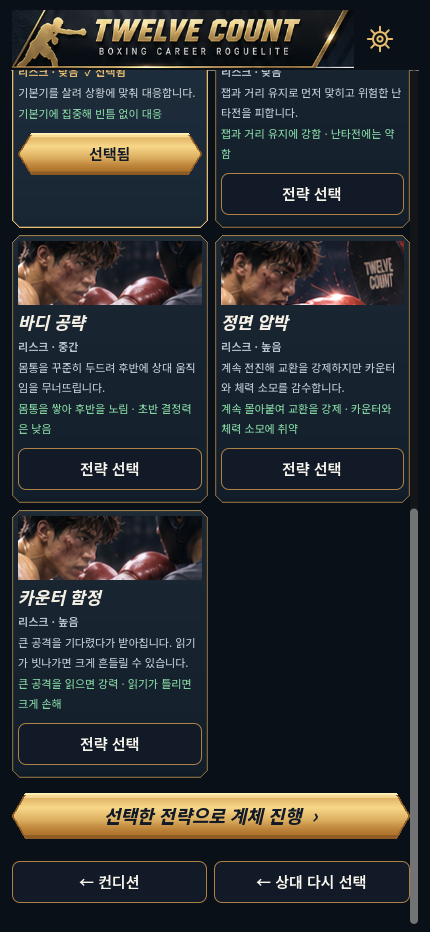 TWELVE COUNT
BOXING CAREER ROGUELITE
리스크 · 낮음 ✓ 선택됨
기본기를 살려 상황에 맞춰 대응합니다.
기본기에 집중해 빈틈 없이 대응
선택됨
리스크 · 낮음
잽과 거리 유지로 먼저 맞히고 위험한 난
타전을 피합니다.
잽과 거리 유지에 강함 · 난타전에는 약
함
전략 선택
바디 공략
리스크 · 중간
몸통을 꾸준히 두드려 후반에 상대 움직
임을 무너뜨립니다.
몸통을 쌓아 후반을 노림 · 초반 결정력
은 낮음
전략 선택
TWELVE
COUNT
정면 압박
리스크 · 높음
계속 전진해 교환을 강제하지만 카운터
와 체력 소모를 감수합니다.
계속 몰아붙여 교환을 강제 · 카운터와
체력 소모에 취약
전략 선택
카운터 함정
리스크 · 높음
큰 공격을 기다렸다가 받아칩니다. 읽기
가 빗나가면 크게 흔들릴 수 있습니다.
큰 공격을 읽으면 강력 · 읽기가 틀리면
크게 손해
전략 선택
선택한 전략으로 계체 진행 ›
← 컨디션
← 상대 다시 선택